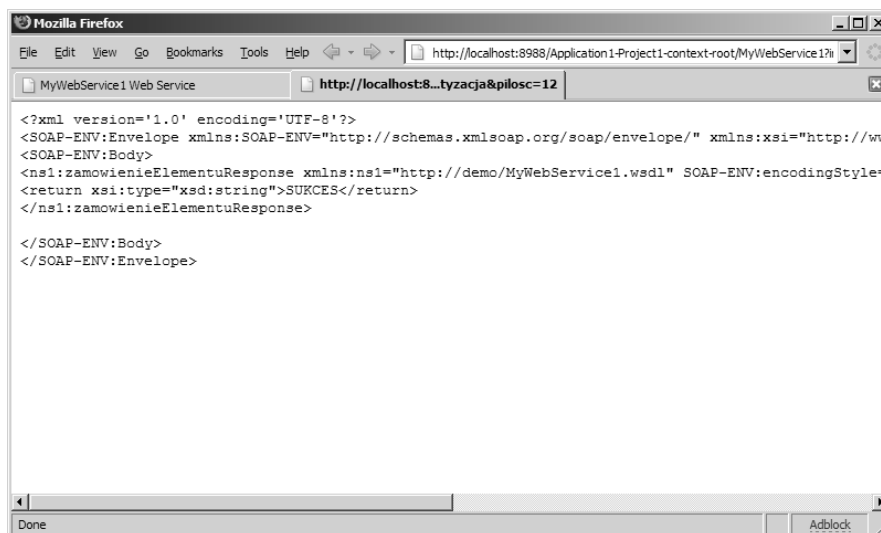 Mozilla Firefox
File Edit View Go Bookmarks Tools Help http://localhost:8988/Application1-Project1-context-root/MyWebService1?i
MyWebService1 Web Service http://localhost:8...tyzacja&pilosc=12
<?xml version='1.0' encoding='UTF-8'?>
<SOAP-ENV:Envelope xmlns:SOAP-ENV="http://schemas.xmlsoap.org/soap/envelope/" xmlns:xsi="http://ww
<SOAP-ENV:Body>
<ns1:zamowienieElementuResponse xmlns:ns1="http://demo/MyWebService1.wsdl" SOAP-ENV:encodingStyle=
<return xsi:type="xsd:string">SUKCES</return>
</ns1:zamowienieElementuResponse>
</SOAP-ENV:Body>
</SOAP-ENV:Envelope>
Done Adblock